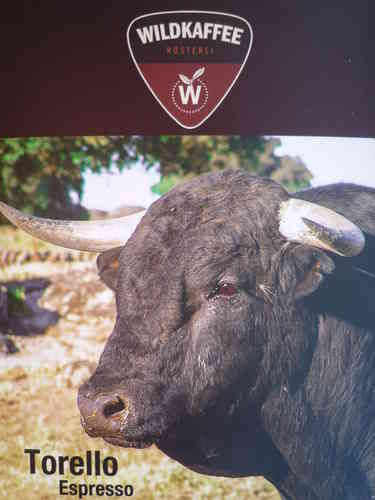 WILDKAFFEE
RÖSTEREI
W
Torello
Espresso